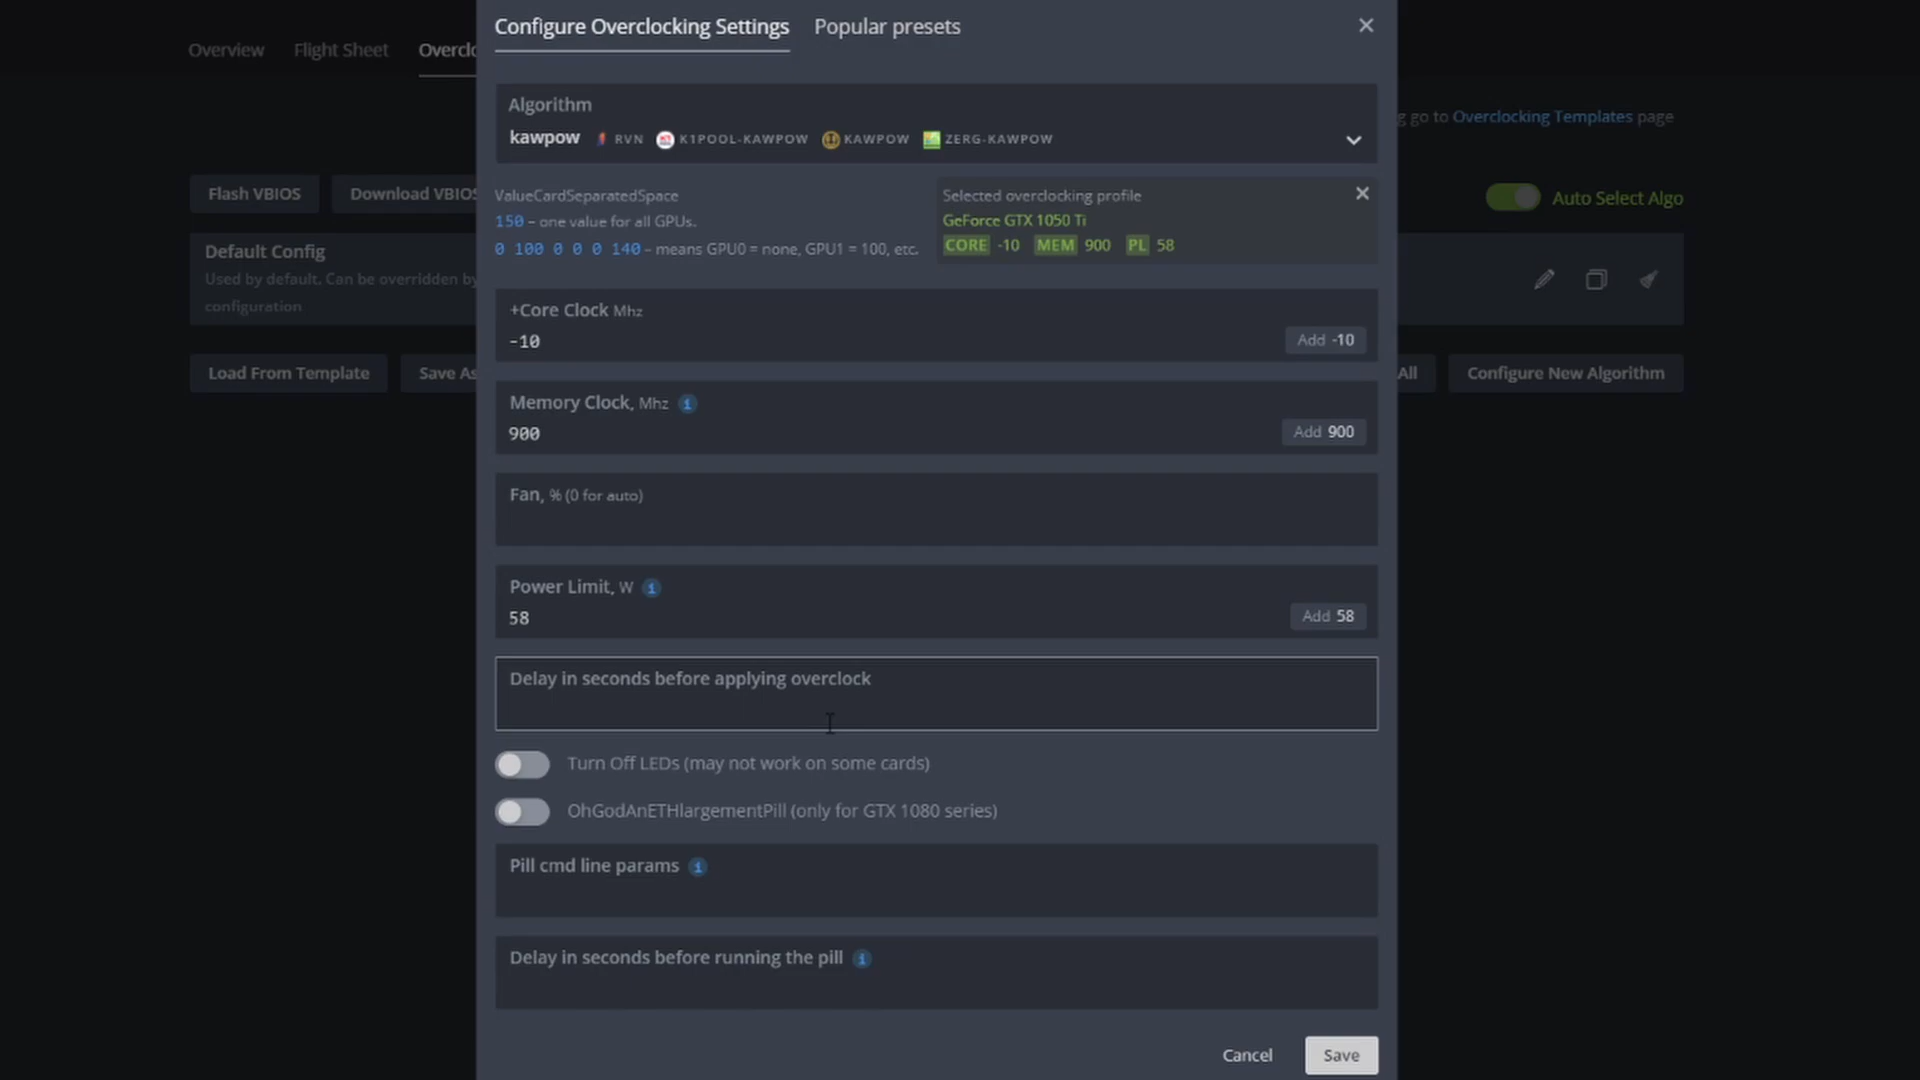 Configure Overclocking Settings Popular presets
Overview Flight Sheet Overclo
Algorithm
kawpow RVN K1POOL-KAWPOW KAWPOW ZERG-KAWPOW
g go to Overclocking Templates page
Flash VBIOS Download VBIOS
ValueCardSeparatedSpace
150 – one value for all GPUs.
0 100 0 0 0 140 – means GPU0 = none, GPU1 = 100, etc.
Selected overclocking profile
GeForce GTX 1050 Ti
CORE -10 MEM 900 PL 58
Auto Select Algo
Default Config
Used by default. Can be overridden by
configuration
+Core Clock Mhz
-10 Add -10
Load From Template Save As All Configure New Algorithm
Memory Clock, Mhz
900 Add 900
Fan, % (0 for auto)
Power Limit, W
58 Add 58
Delay in seconds before applying overclock
Turn Off LEDs (may not work on some cards)
OhGodAnETHlargementPill (only for GTX 1080 series)
Pill cmd line params
Delay in seconds before running the pill
Cancel Save